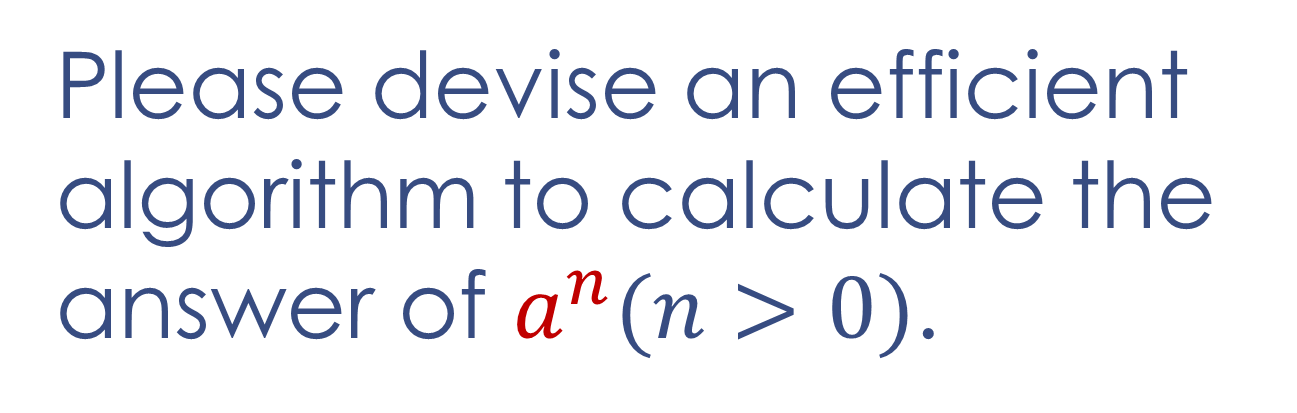 Please devise an efficient
algorithm to calculate the
answer of aⁿ(n > 0).